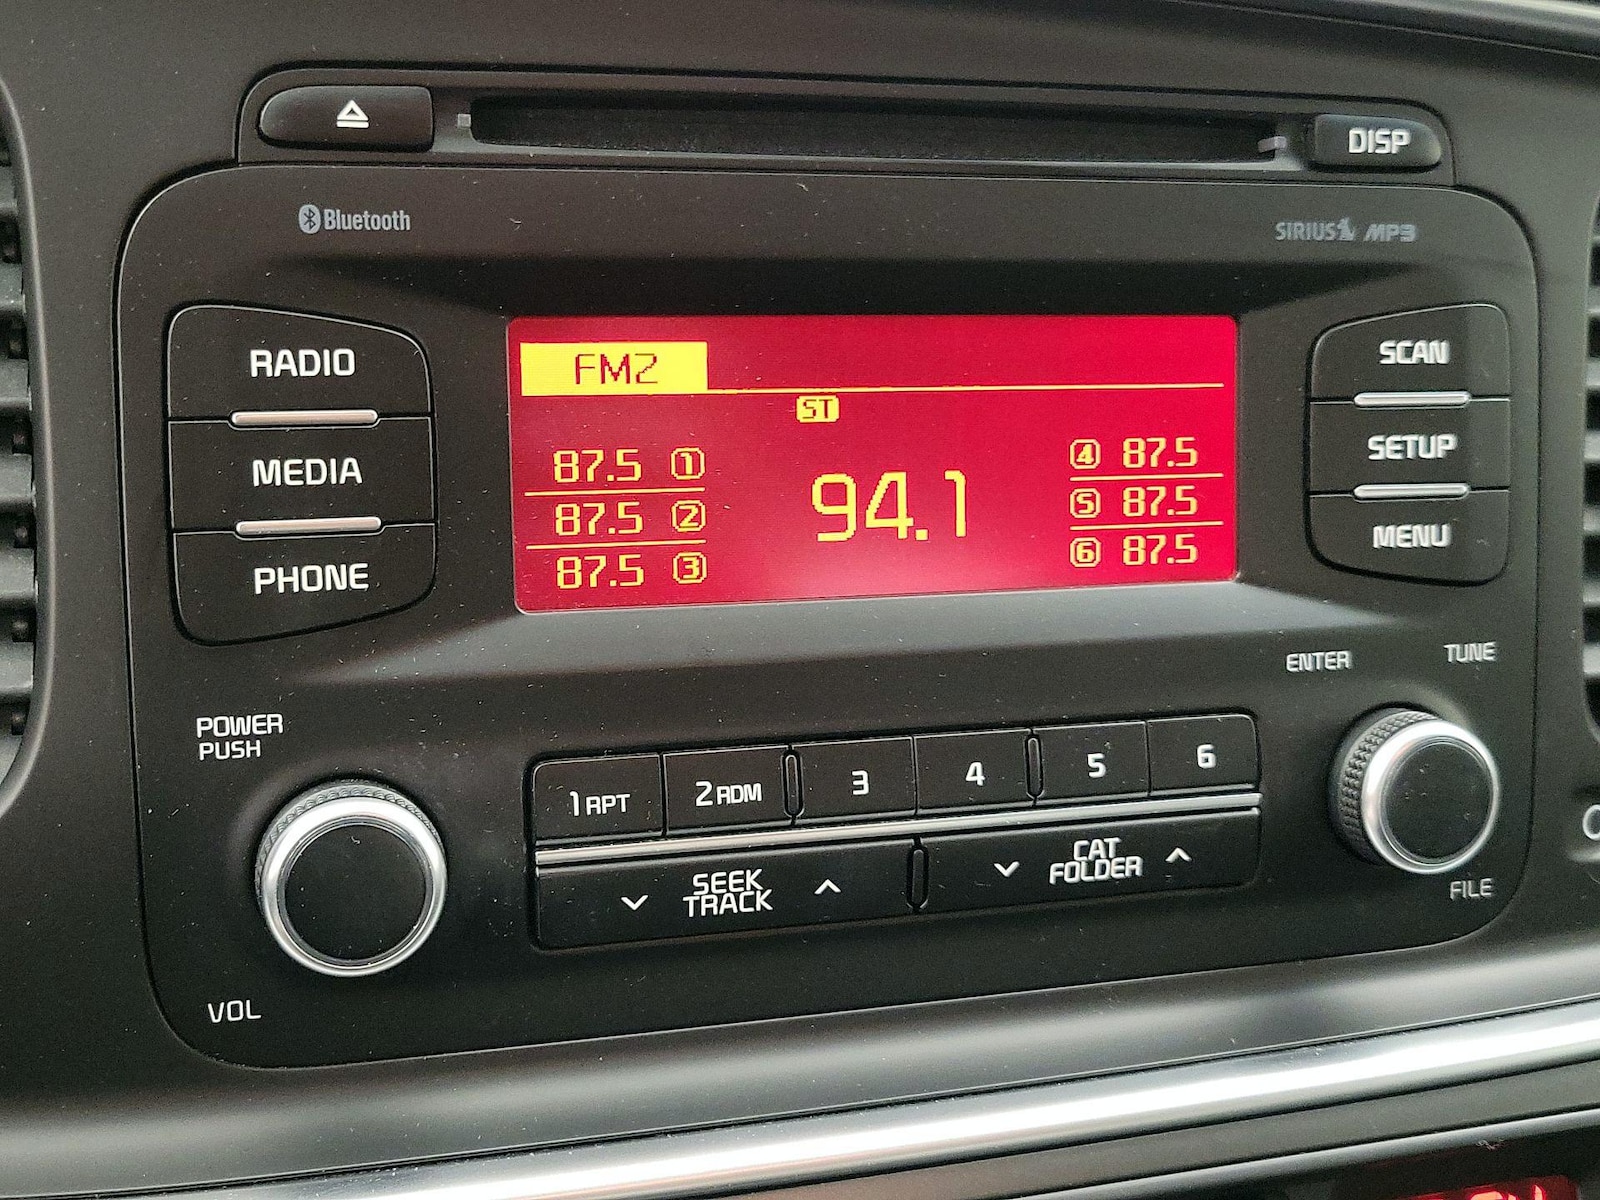 DISP
Bluetooth
SIRIUS MP3
RADIO
MEDIA
PHONE
FM2
ST
87.5 1
87.5 2
87.5 3
94.1
4 87.5
5 87.5
6 87.5
SCAN
SETUP
MENU
POWER
PUSH
VOL
1 RPT
2 RDM
3
4
5
6
SEEK
TRACK
CAT
FOLDER
ENTER
TUNE
FILE